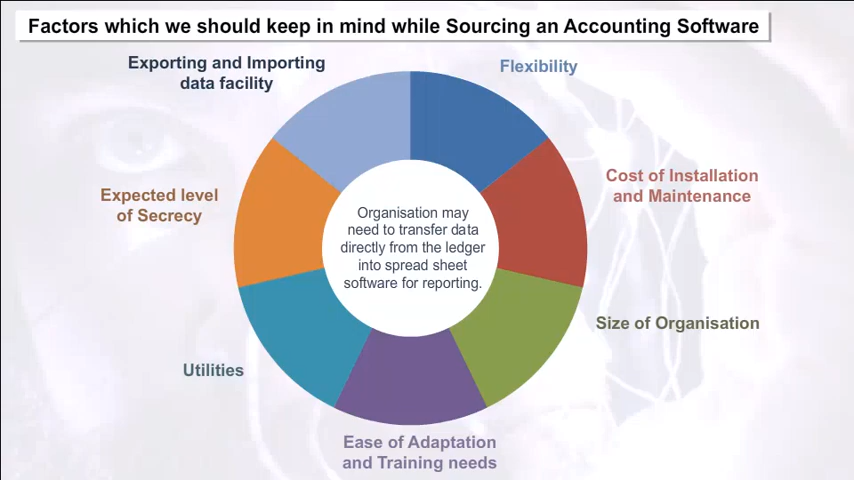 Factors which we should keep in mind while Sourcing an Accounting Software
Exporting and Importing
data facility
Flexibility
Cost of Installation
and Maintenance
Expected level
of Secrecy
Organisation may
need to transfer data
directly from the ledger
into spread sheet
software for reporting.
Size of Organisation
Utilities
Ease of Adaptation
and Training needs